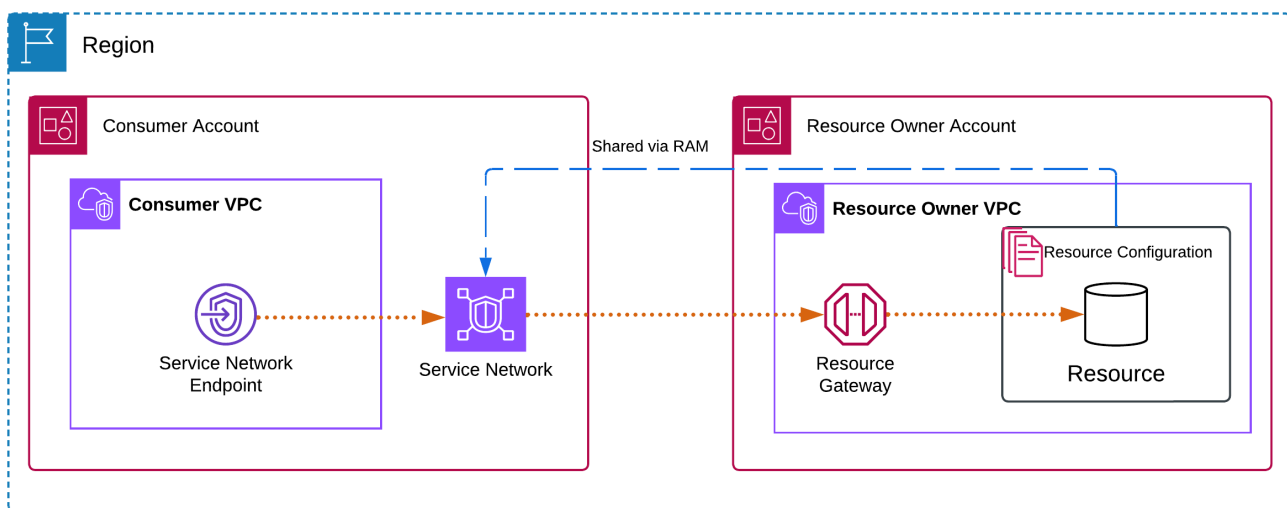 Region
Consumer Account
Shared via RAM
Resource Owner Account
Consumer VPC
Resource Owner VPC
Resource Configuration
Service Network
Endpoint
Service Network
Resource
Gateway
Resource